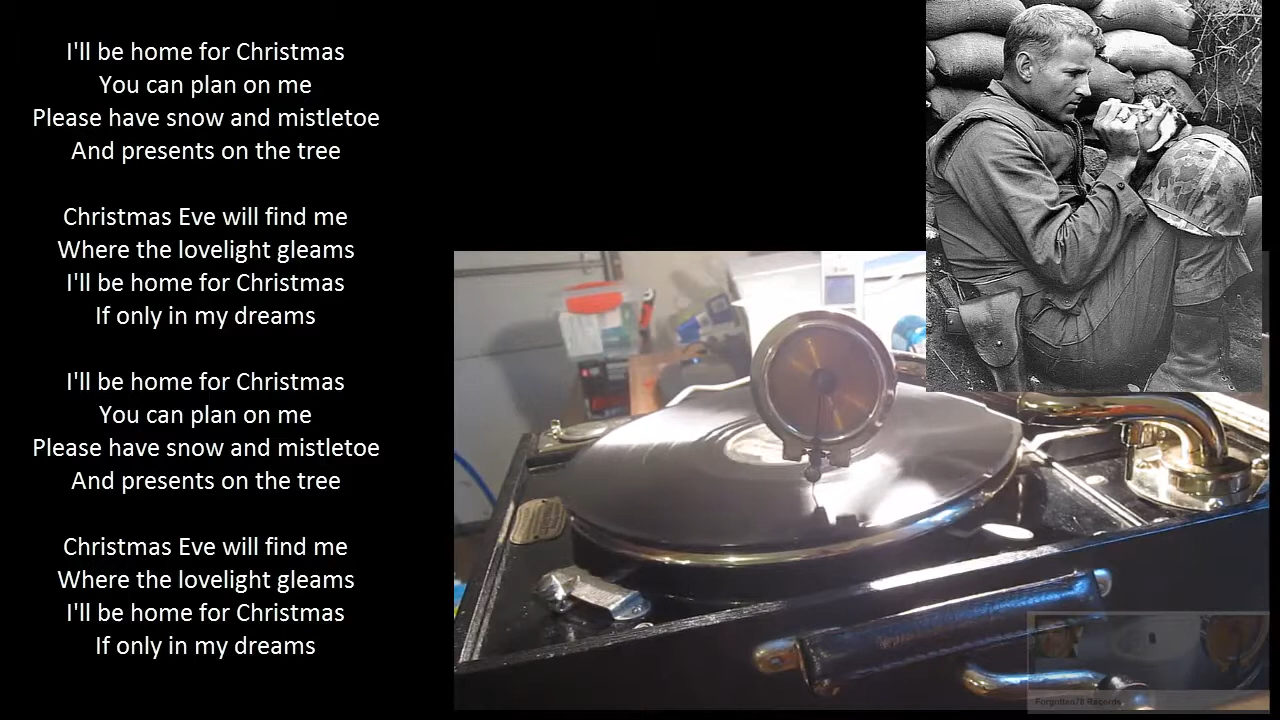 I'll be home for Christmas
You can plan on me
Please have snow and mistletoe
And presents on the tree
Christmas Eve will find me
Where the lovelight gleams
I'll be home for Christmas
If only in my dreams
I'll be home for Christmas
You can plan on me
Please have snow and mistletoe
And presents on the tree
Christmas Eve will find me
Where the lovelight gleams
I'll be home for Christmas
If only in my dreams
Forgotten78 Records